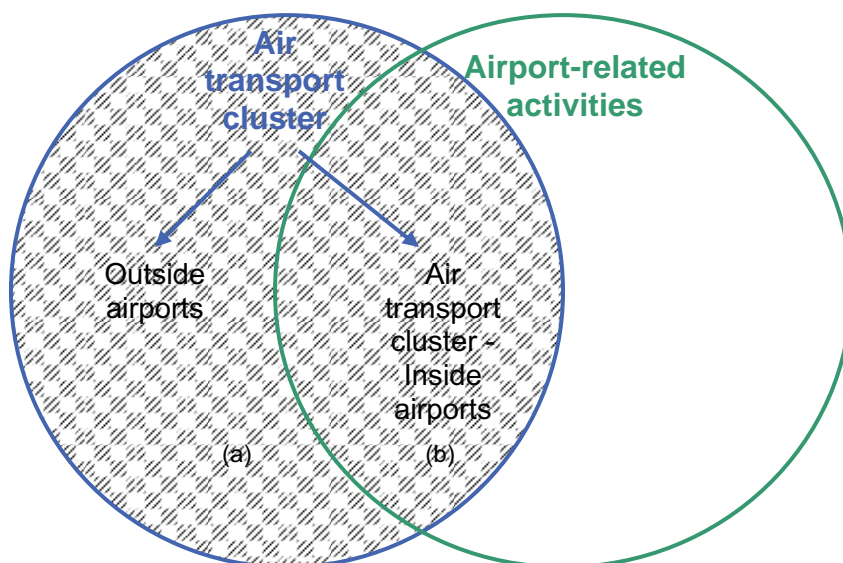 Air
transport
cluster
Airport-related
activities
Outside
airports
Air
transport
cluster -
Inside
airports
(a)
(b)